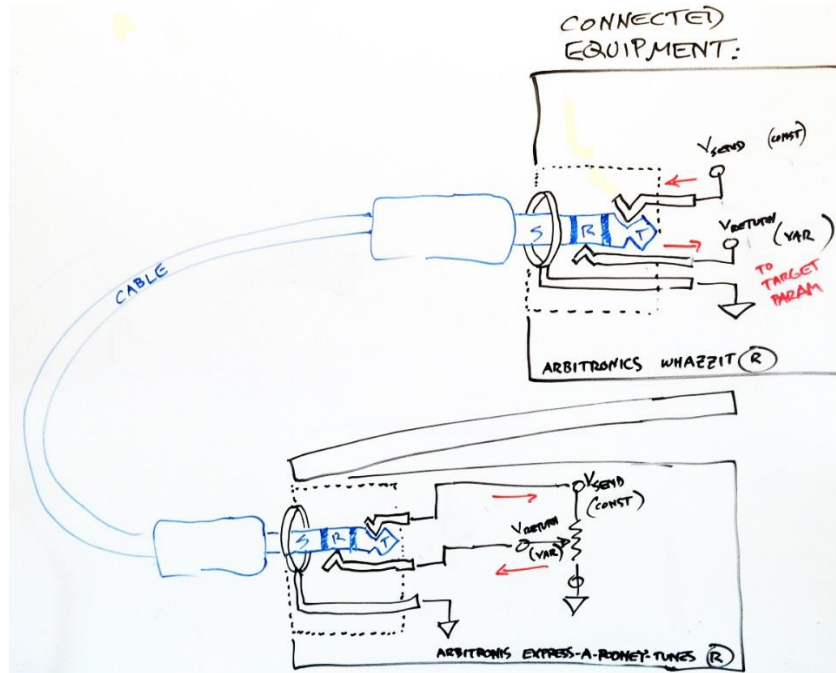 CONNECTED
EQUIPMENT:
VSEND (CONST)
S R T
VRETURN (VAR)
TO
TARGET
PARAM
CABLE
ARBITRONICS WHAZZIT R
VSEND
(CONST)
S R T
VRETURN
(VAR)
ARBITRONIS EXPRESS-A-ROONEY-TUNES R